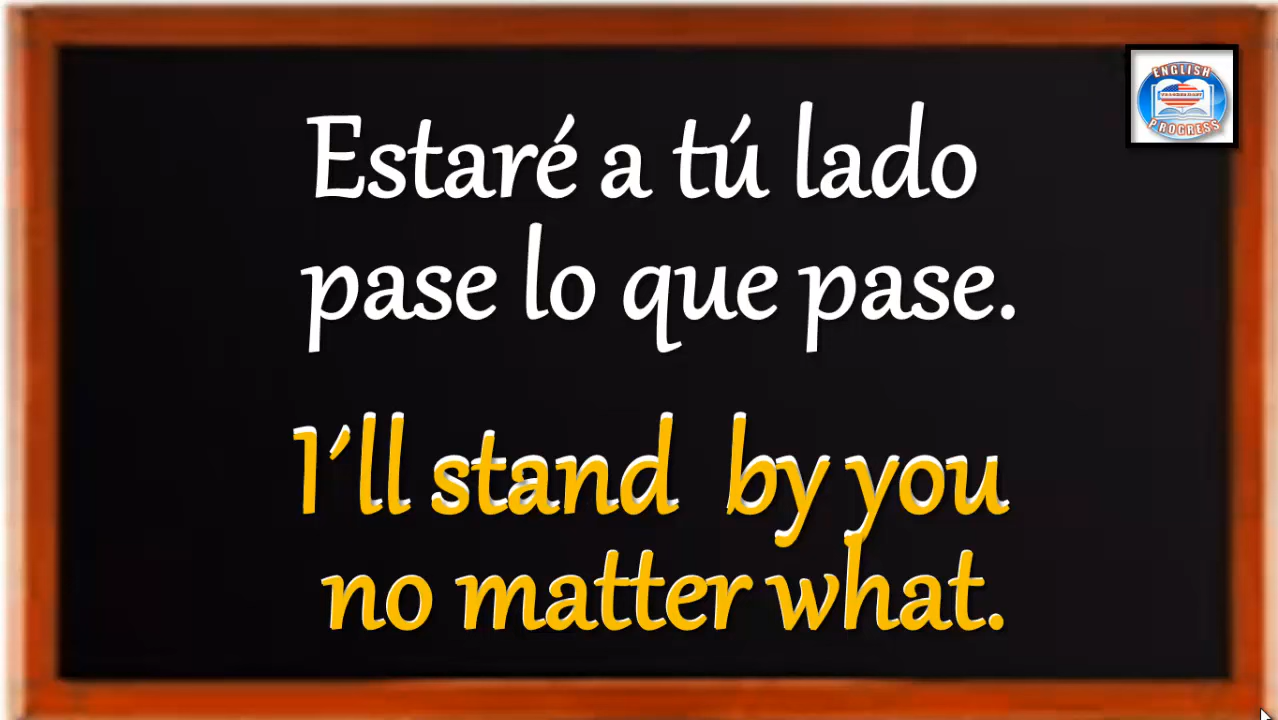 ENGLISH
PROGRESS
Estaré a tú lado
pase lo que pase.
I´ll stand by you
no matter what.